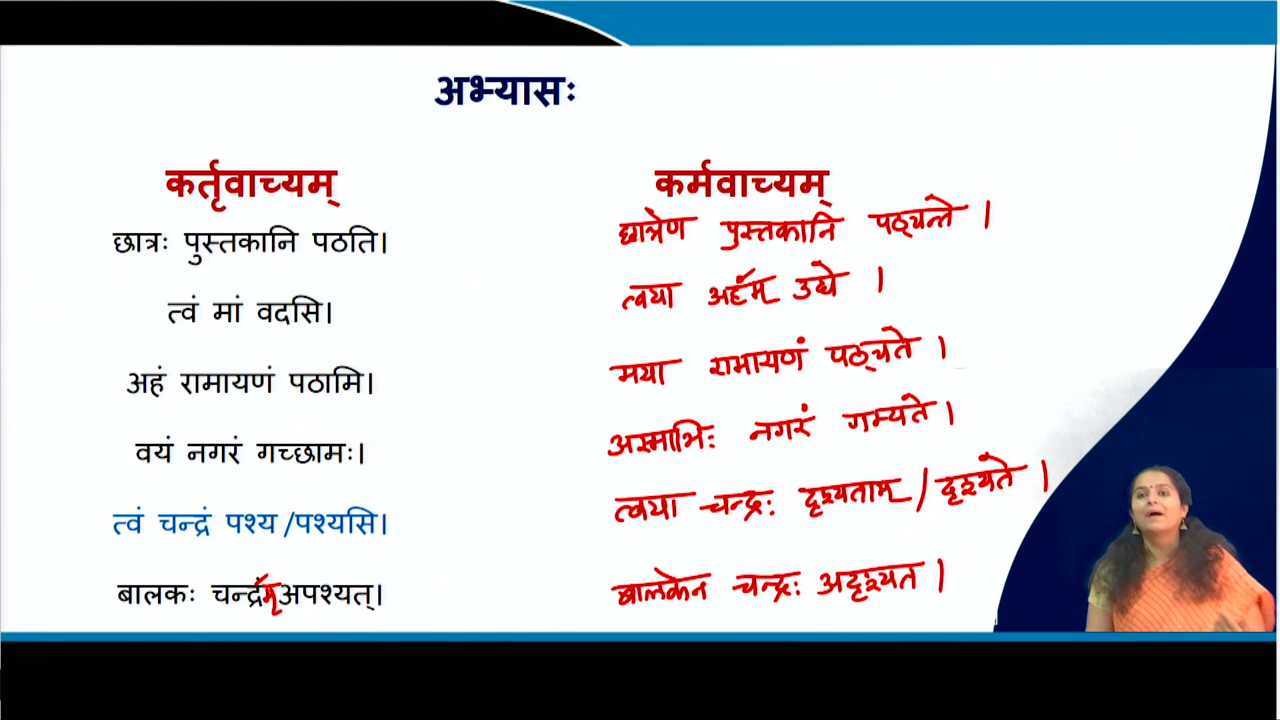 अभ्यासः
कर्तृवाच्यम् कर्मवाच्यम्
छात्रः पुस्तकानि पठति। छात्रेण पुस्तकानि पठ्यन्ते।
त्वं मां वदसि। त्वया अहम् उद्ये।
अहं रामायणं पठामि। मया रामायणं पठ्यते।
वयं नगरं गच्छामः। अस्माभिः नगरं गम्यते।
त्वं चन्द्रं पश्य/पश्यसि। त्वया चन्द्रः दृश्यताम्/दृश्यते।
बालकः चन्द्रम् अपश्यत्। बालकेन चन्द्रः अदृश्यत।